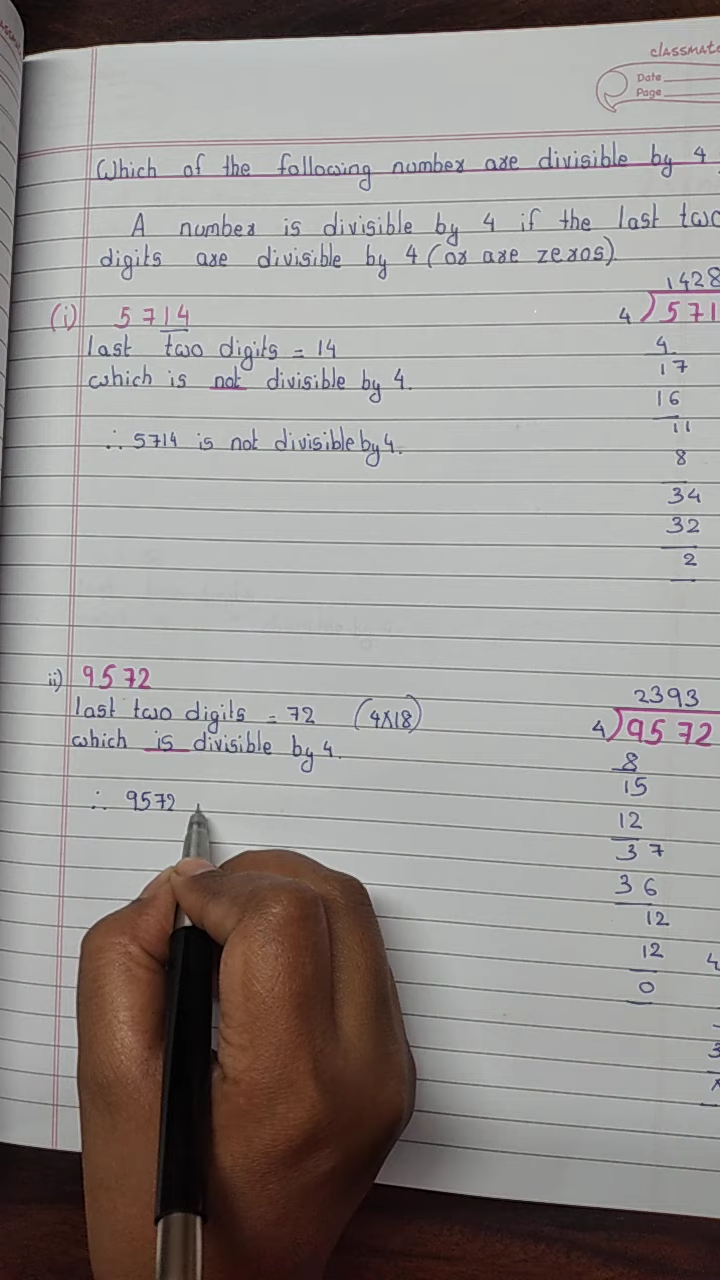 classmate
Date
Page
Which of the following number are divisible by 4
A number is divisible by 4 if the last two
digits are divisible by 4 (or are zeros).
(i) 5714
last two digits = 14
which is not divisible by 4.
∴ 5714 is not divisible by 4.
1428
4)571
4
17
16
11
8
34
32
2
ii) 9572
last two digits = 72 (4x18)
which is divisible by 4.
∴ 9572
2393
4)9572
8
15
12
37
36
12
12
0
4
3